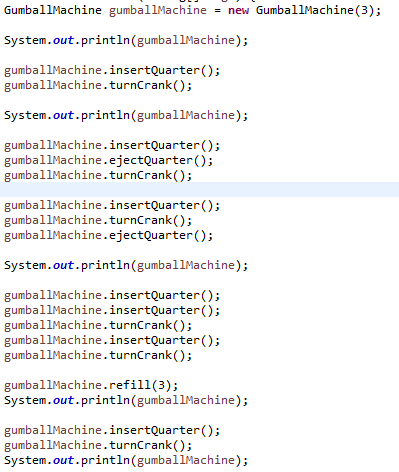 GumballMachine gumballMachine = new GumballMachine(3);
System.out.println(gumballMachine);
gumballMachine.insertQuarter();
gumballMachine.turnCrank();
System.out.println(gumballMachine);
gumballMachine.insertQuarter();
gumballMachine.ejectQuarter();
gumballMachine.turnCrank();
gumballMachine.insertQuarter();
gumballMachine.turnCrank();
gumballMachine.ejectQuarter();
System.out.println(gumballMachine);
gumballMachine.insertQuarter();
gumballMachine.insertQuarter();
gumballMachine.turnCrank();
gumballMachine.insertQuarter();
gumballMachine.turnCrank();
gumballMachine.refill(3);
System.out.println(gumballMachine);
gumballMachine.insertQuarter();
gumballMachine.turnCrank();
System.out.println(gumballMachine);